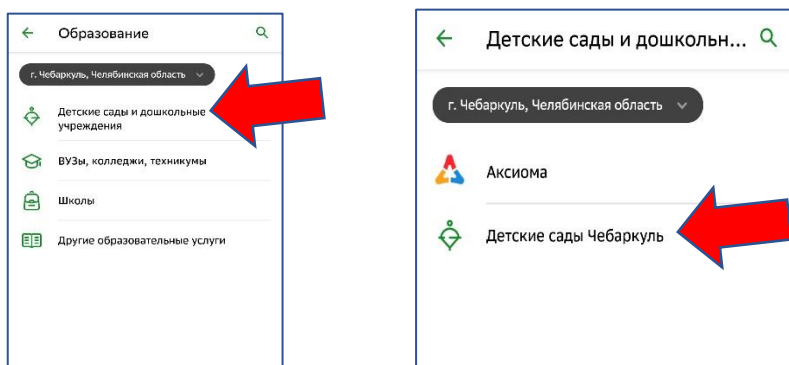 Образование
г. Чебаркуль, Челябинская область
Детские сады и дошкольные
учреждения
ВУЗы, колледжи, техникумы
Школы
Другие образовательные услуги
Детские сады и дошкольн...
г. Чебаркуль, Челябинская область
Аксиома
Детские сады Чебаркуль